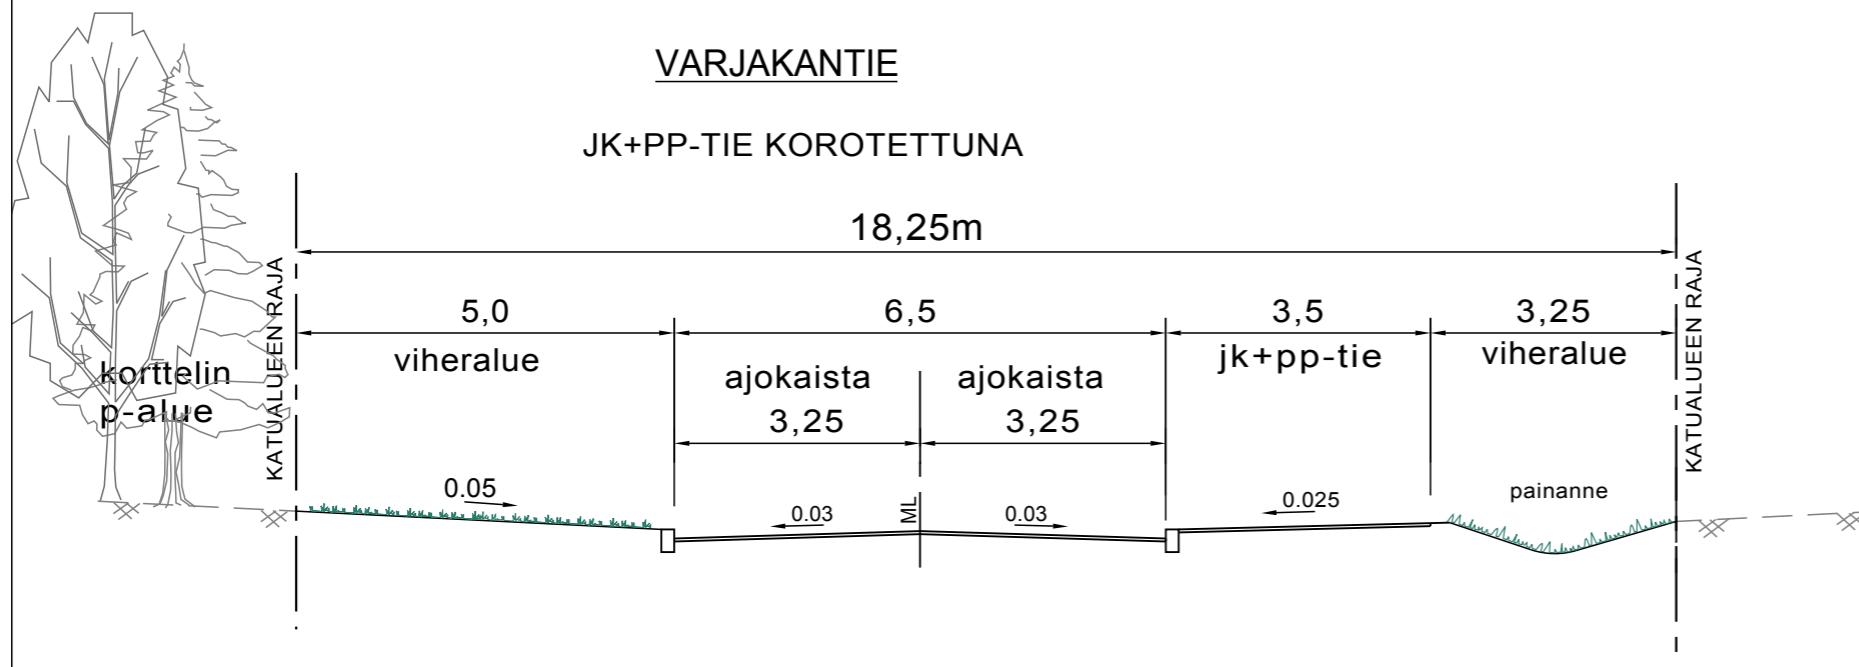 VARJAKANTIE
JK+PP-TIE KOROTETTUNA
18,25m
5,0
6,5
3,5
3,25
viheralue
jk+pp-tie
viheralue
ajokaista
ajokaista
3,25
3,25
korttelin
p-alue
KATUALUEEN RAJA
KATUALUEEN RAJA
0.05
0.03
ML
0.03
0.025
painanne